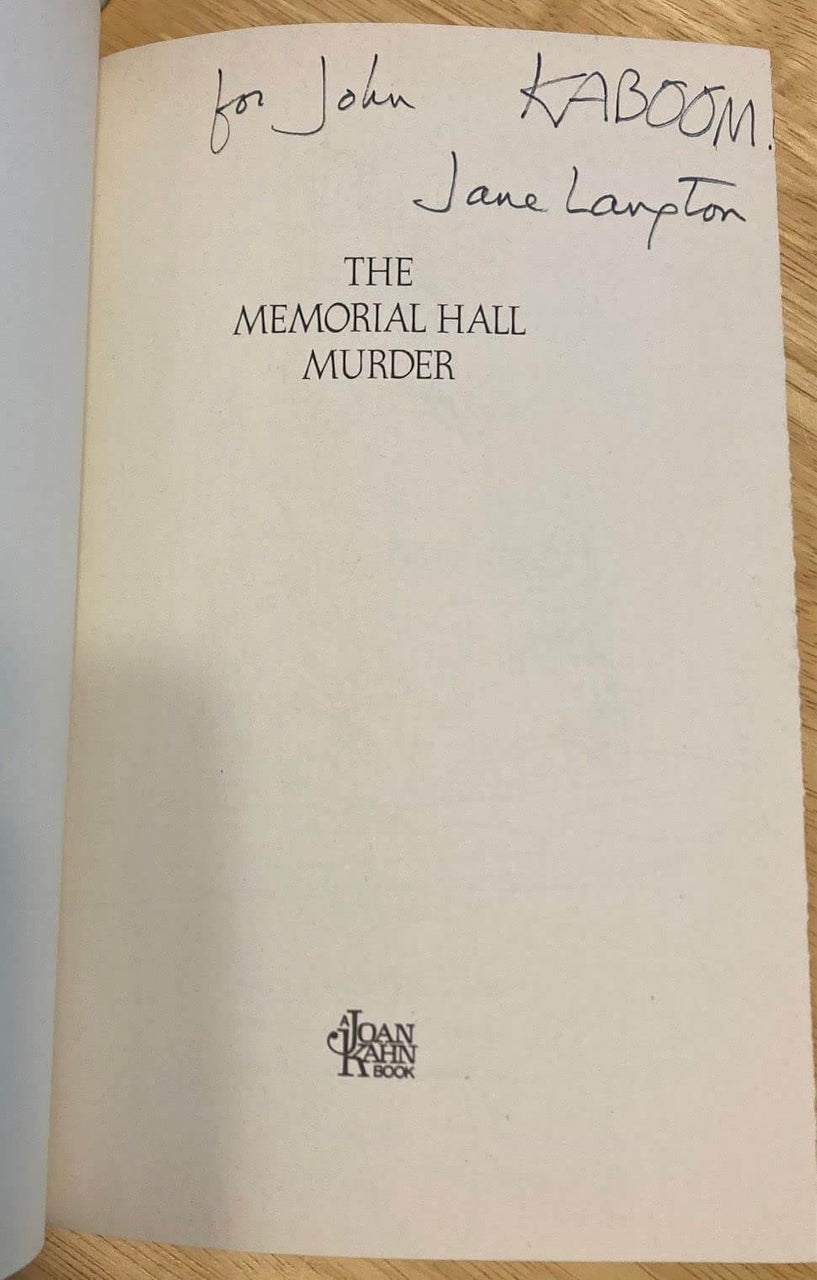 for John KABOOM!
Jane Langton
THE
MEMORIAL HALL
MURDER
A JOAN
KAHN
BOOK